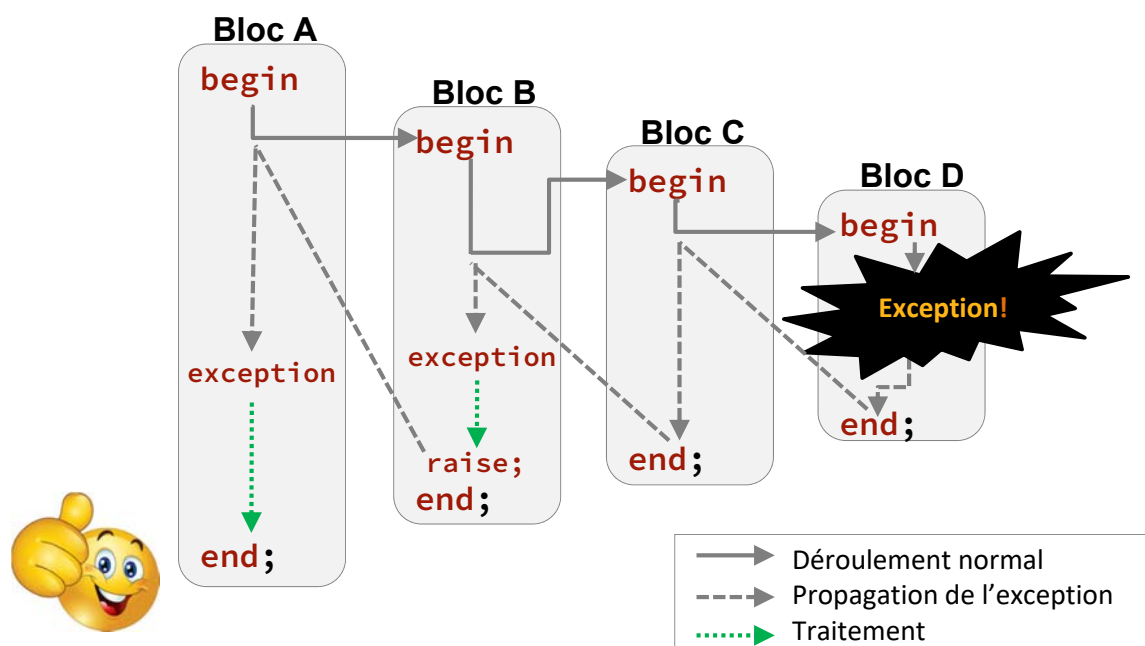 Bloc A
begin
exception
end;
Bloc B
begin
exception
raise;
end;
Bloc C
begin
end;
Bloc D
begin
Exception!
end;
Déroulement normal
Propagation de l’exception
Traitement